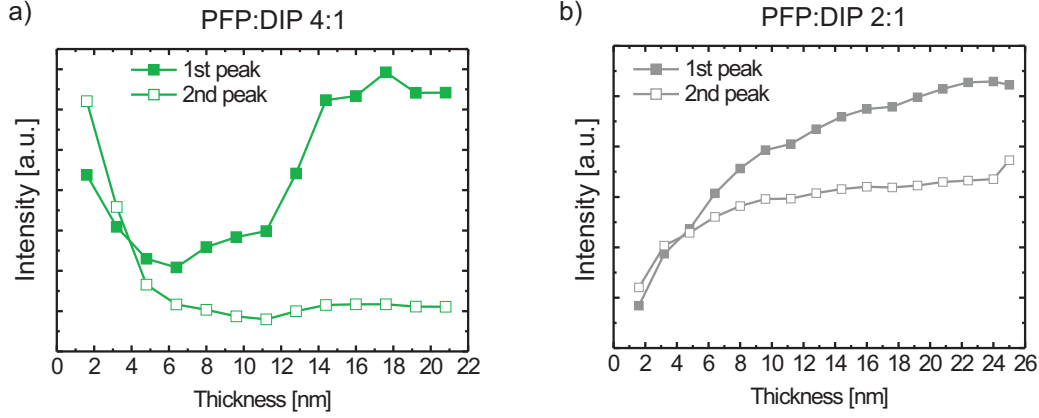 a)
PFP:DIP 4:1
1st peak
2nd peak
Intensity [a.u.]
0 2 4 6 8 10 12 14 16 18 20 22
Thickness [nm]
b)
PFP:DIP 2:1
1st peak
2nd peak
Intensity [a.u.]
0 2 4 6 8 10 12 14 16 18 20 22 24 26
Thickness [nm]